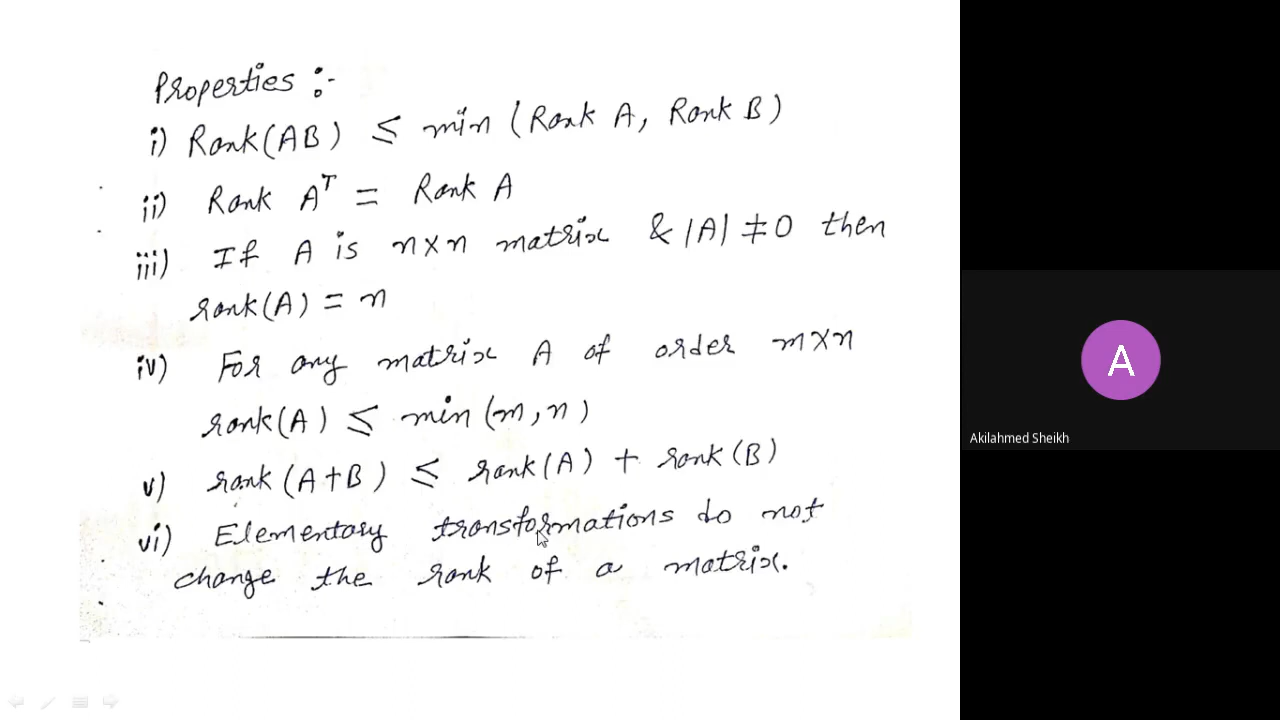 Properties :-
i) Rank(AB) ≤ min (Rank A, Rank B)
ii) Rank Aᵀ = Rank A
iii) If A is n×n matrix & |A| ≠ 0 then
rank(A) = n
iv) For any matrix A of order m×n
rank(A) ≤ min(m,n)
v) rank (A+B) ≤ rank(A) + rank(B)
vi) Elementary transformations do not
change the rank of a matrix.
A
Akilahmed Sheikh